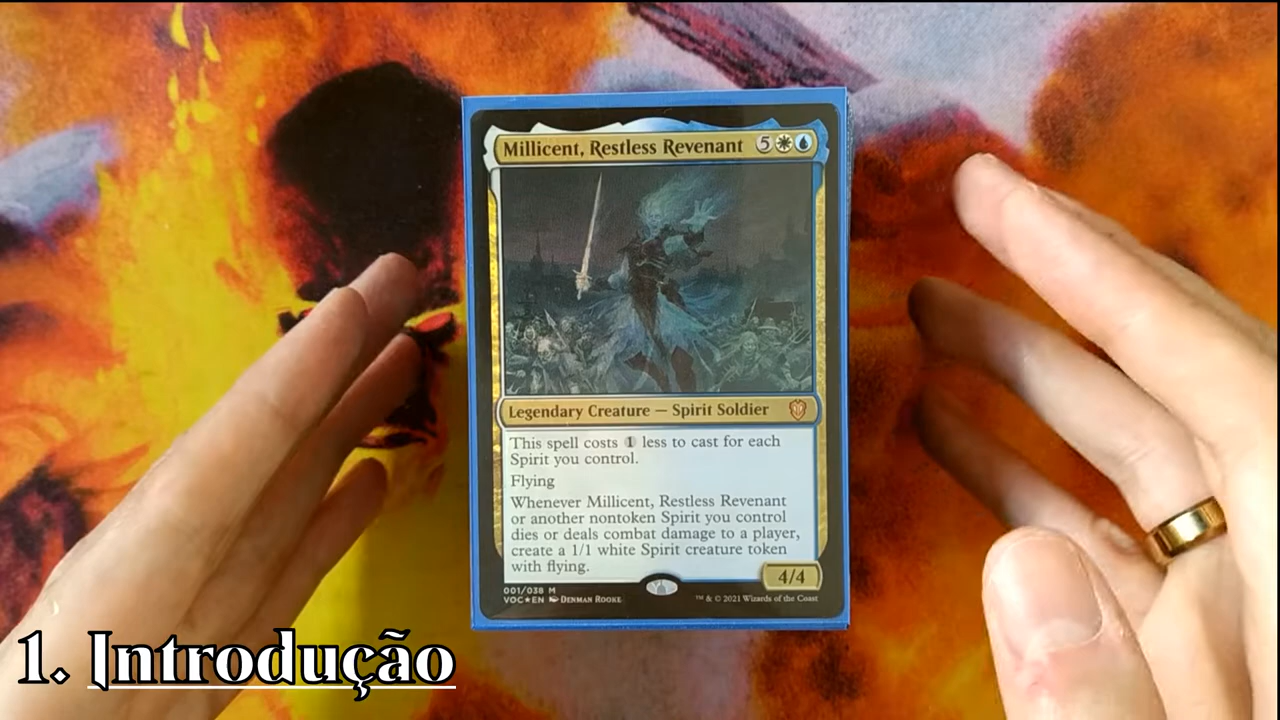 Millicent, Restless Revenant 5
Legendary Creature — Spirit Soldier
This spell costs 1 less to cast for each
Spirit you control.
Flying
Whenever Millicent, Restless Revenant
or another nontoken Spirit you control
dies or deals combat damage to a player,
create a 1/1 white Spirit creature token
with flying.
4/4
001/038 M
VOC★EN Denman Rooke
™ & © 2021 Wizards of the Coast
1. Introdução